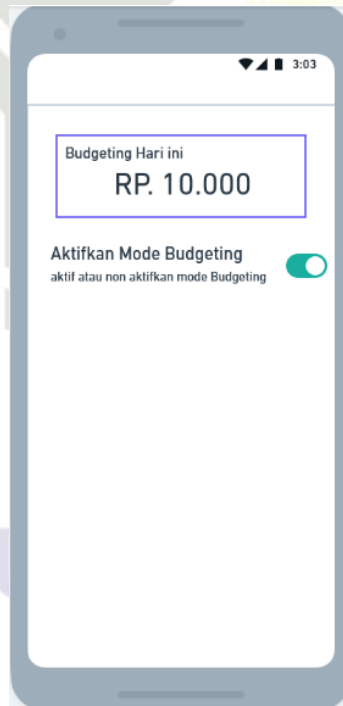 3:03
Budgeting Hari ini
RP. 10.000
Aktifkan Mode Budgeting
aktif atau non aktifkan mode Budgeting